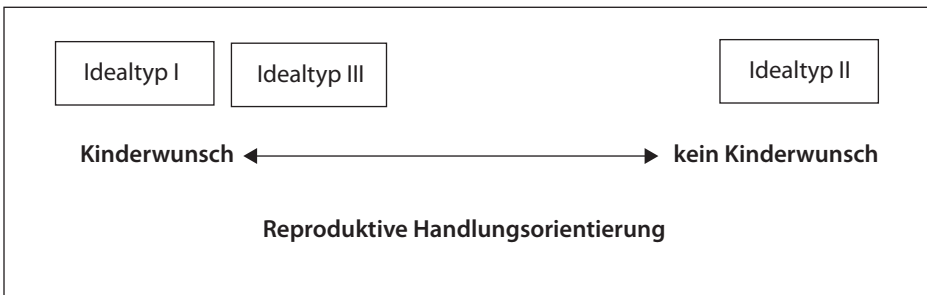 Idealtyp I Idealtyp III Idealtyp II
Kinderwunsch kein Kinderwunsch
Reproduktive Handlungsorientierung